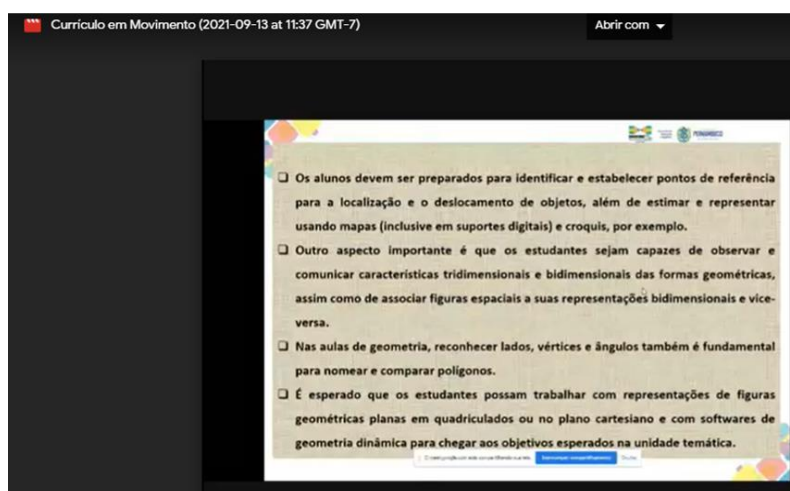 Currículo em Movimento (2021-09-13 at 11:37 GMT-7)
Abrir com
PERNAMBUCO
❑ Os alunos devem ser preparados para identificar e estabelecer pontos de referência
para a localização e o deslocamento de objetos, além de estimar e representar
usando mapas (inclusive em suportes digitais) e croquis, por exemplo.
❑ Outro aspecto importante é que os estudantes sejam capazes de observar e
comunicar características tridimensionais e bidimensionais das formas geométricas,
assim como de associar figuras espaciais a suas representações bidimensionais e vice-
versa.
❑ Nas aulas de geometria, reconhecer lados, vértices e ângulos também é fundamental
para nomear e comparar polígonos.
❑ É esperado que os estudantes possam trabalhar com representações de figuras
geométricas planas em quadriculados ou no plano cartesiano e com softwares de
geometria dinâmica para chegar aos objetivos esperados na unidade temática.